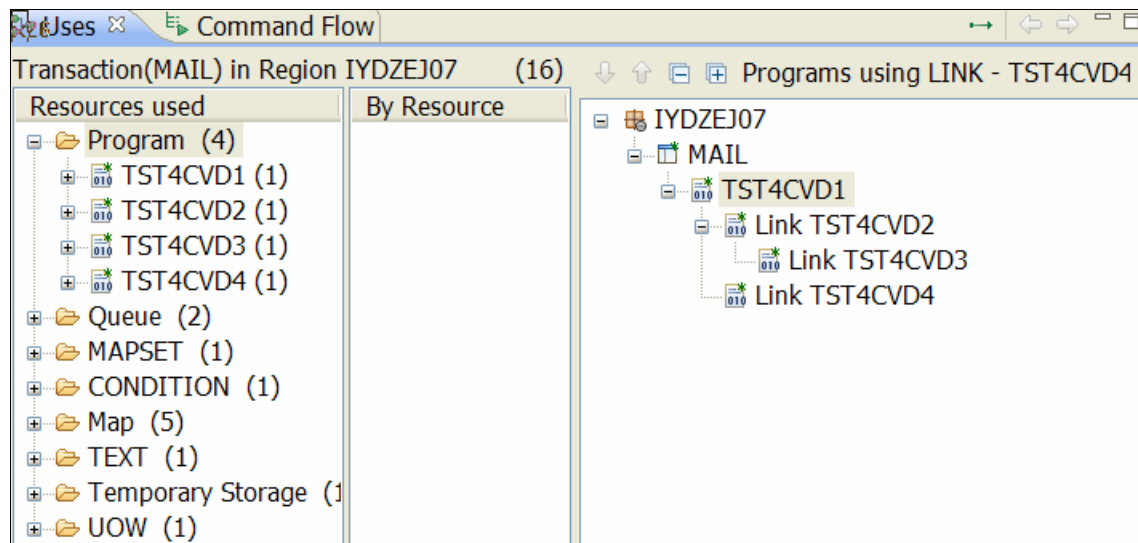 Uses
Command Flow
Transaction(MAIL) in Region IYDZEJ07 (16)
Resources used
Program (4)
TST4CVD1 (1)
TST4CVD2 (1)
TST4CVD3 (1)
TST4CVD4 (1)
Queue (2)
MAPSET (1)
CONDITION (1)
Map (5)
TEXT (1)
Temporary Storage (1
UOW (1)
By Resource
Programs using LINK - TST4CVD4
IYDZEJ07
MAIL
TST4CVD1
Link TST4CVD2
Link TST4CVD3
Link TST4CVD4